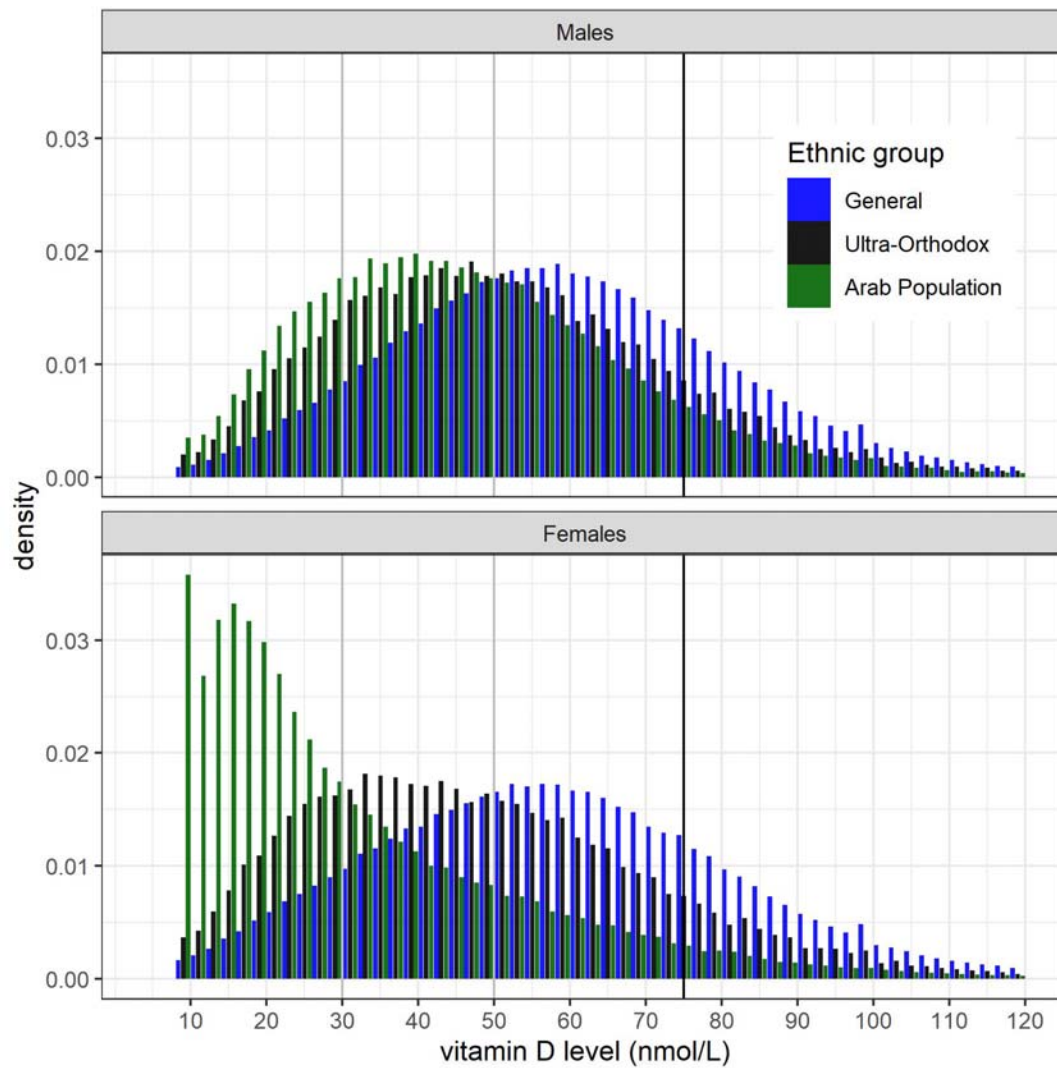 Males
0.03
0.02
0.01
0.00
Ethnic group
General
Ultra-Orthodox
Arab Population
density
Females
0.03
0.02
0.01
0.00
10 20 30 40 50 60 70 80 90 100 110 120
vitamin D level (nmol/L)